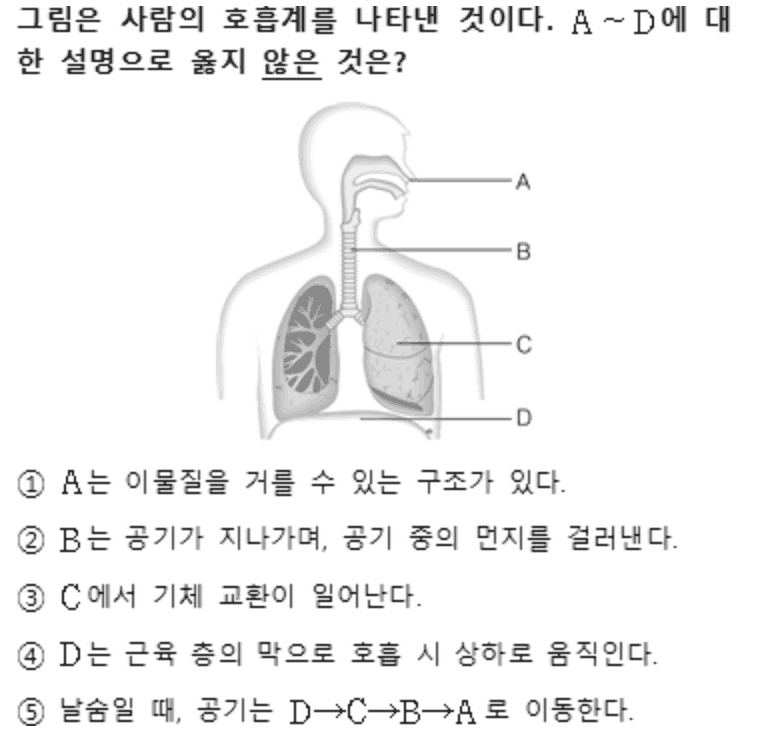 그림은 사람의 호흡계를 나타낸 것이다. A ~ D에 대
한 설명으로 옳지 않은 것은?
A
B
C
D
① A는 이물질을 거를 수 있는 구조가 있다.
② B는 공기가 지나가며, 공기 중의 먼지를 걸러낸다.
③ C에서 기체 교환이 일어난다.
④ D는 근육 층의 막으로 호흡 시 상하로 움직인다.
⑤ 날숨일 때, 공기는 D→C→B→A 로 이동한다.